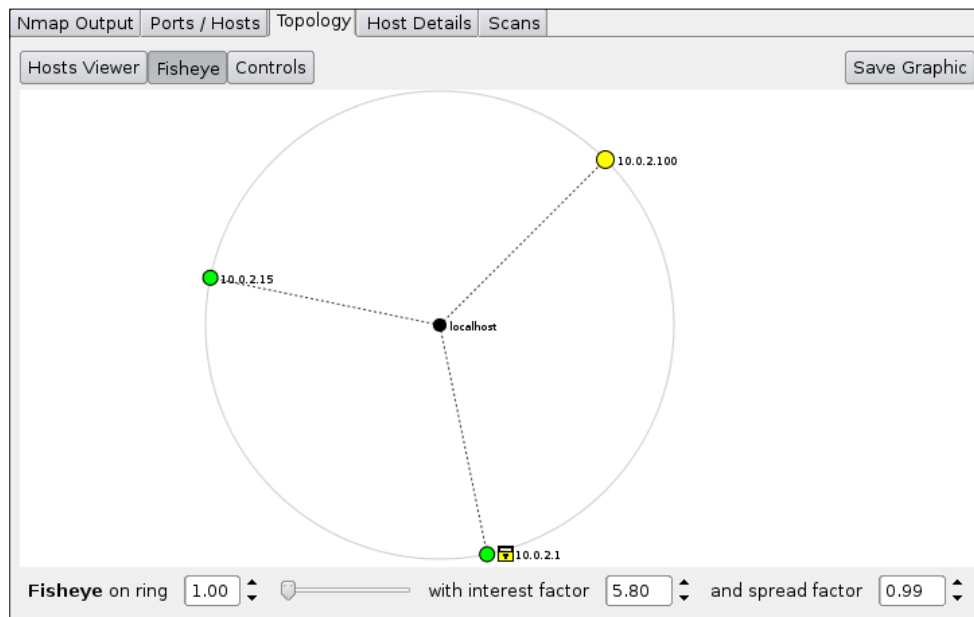 Nmap Output Ports / Hosts Topology Host Details Scans
Hosts Viewer Fisheye Controls Save Graphic
10.0.2.100
10.0.2.15
localhost
10.0.2.1
Fisheye on ring 1.00 with interest factor 5.80 and spread factor 0.99